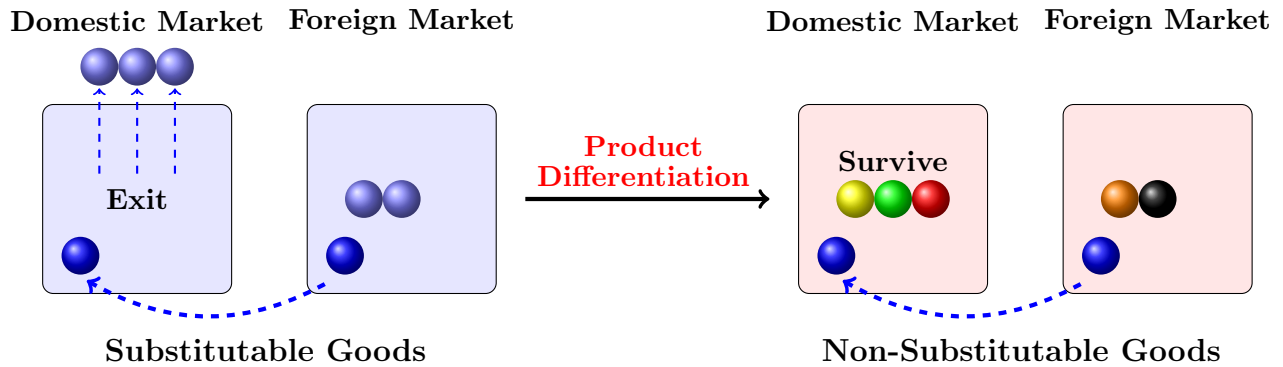 Domestic Market
Foreign Market
Exit
Substitutable Goods
Product
Differentiation
Domestic Market
Foreign Market
Survive
Non-Substitutable Goods